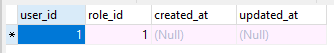 user_id role_id created_at updated_at
* 1 1 (Null) (Null)